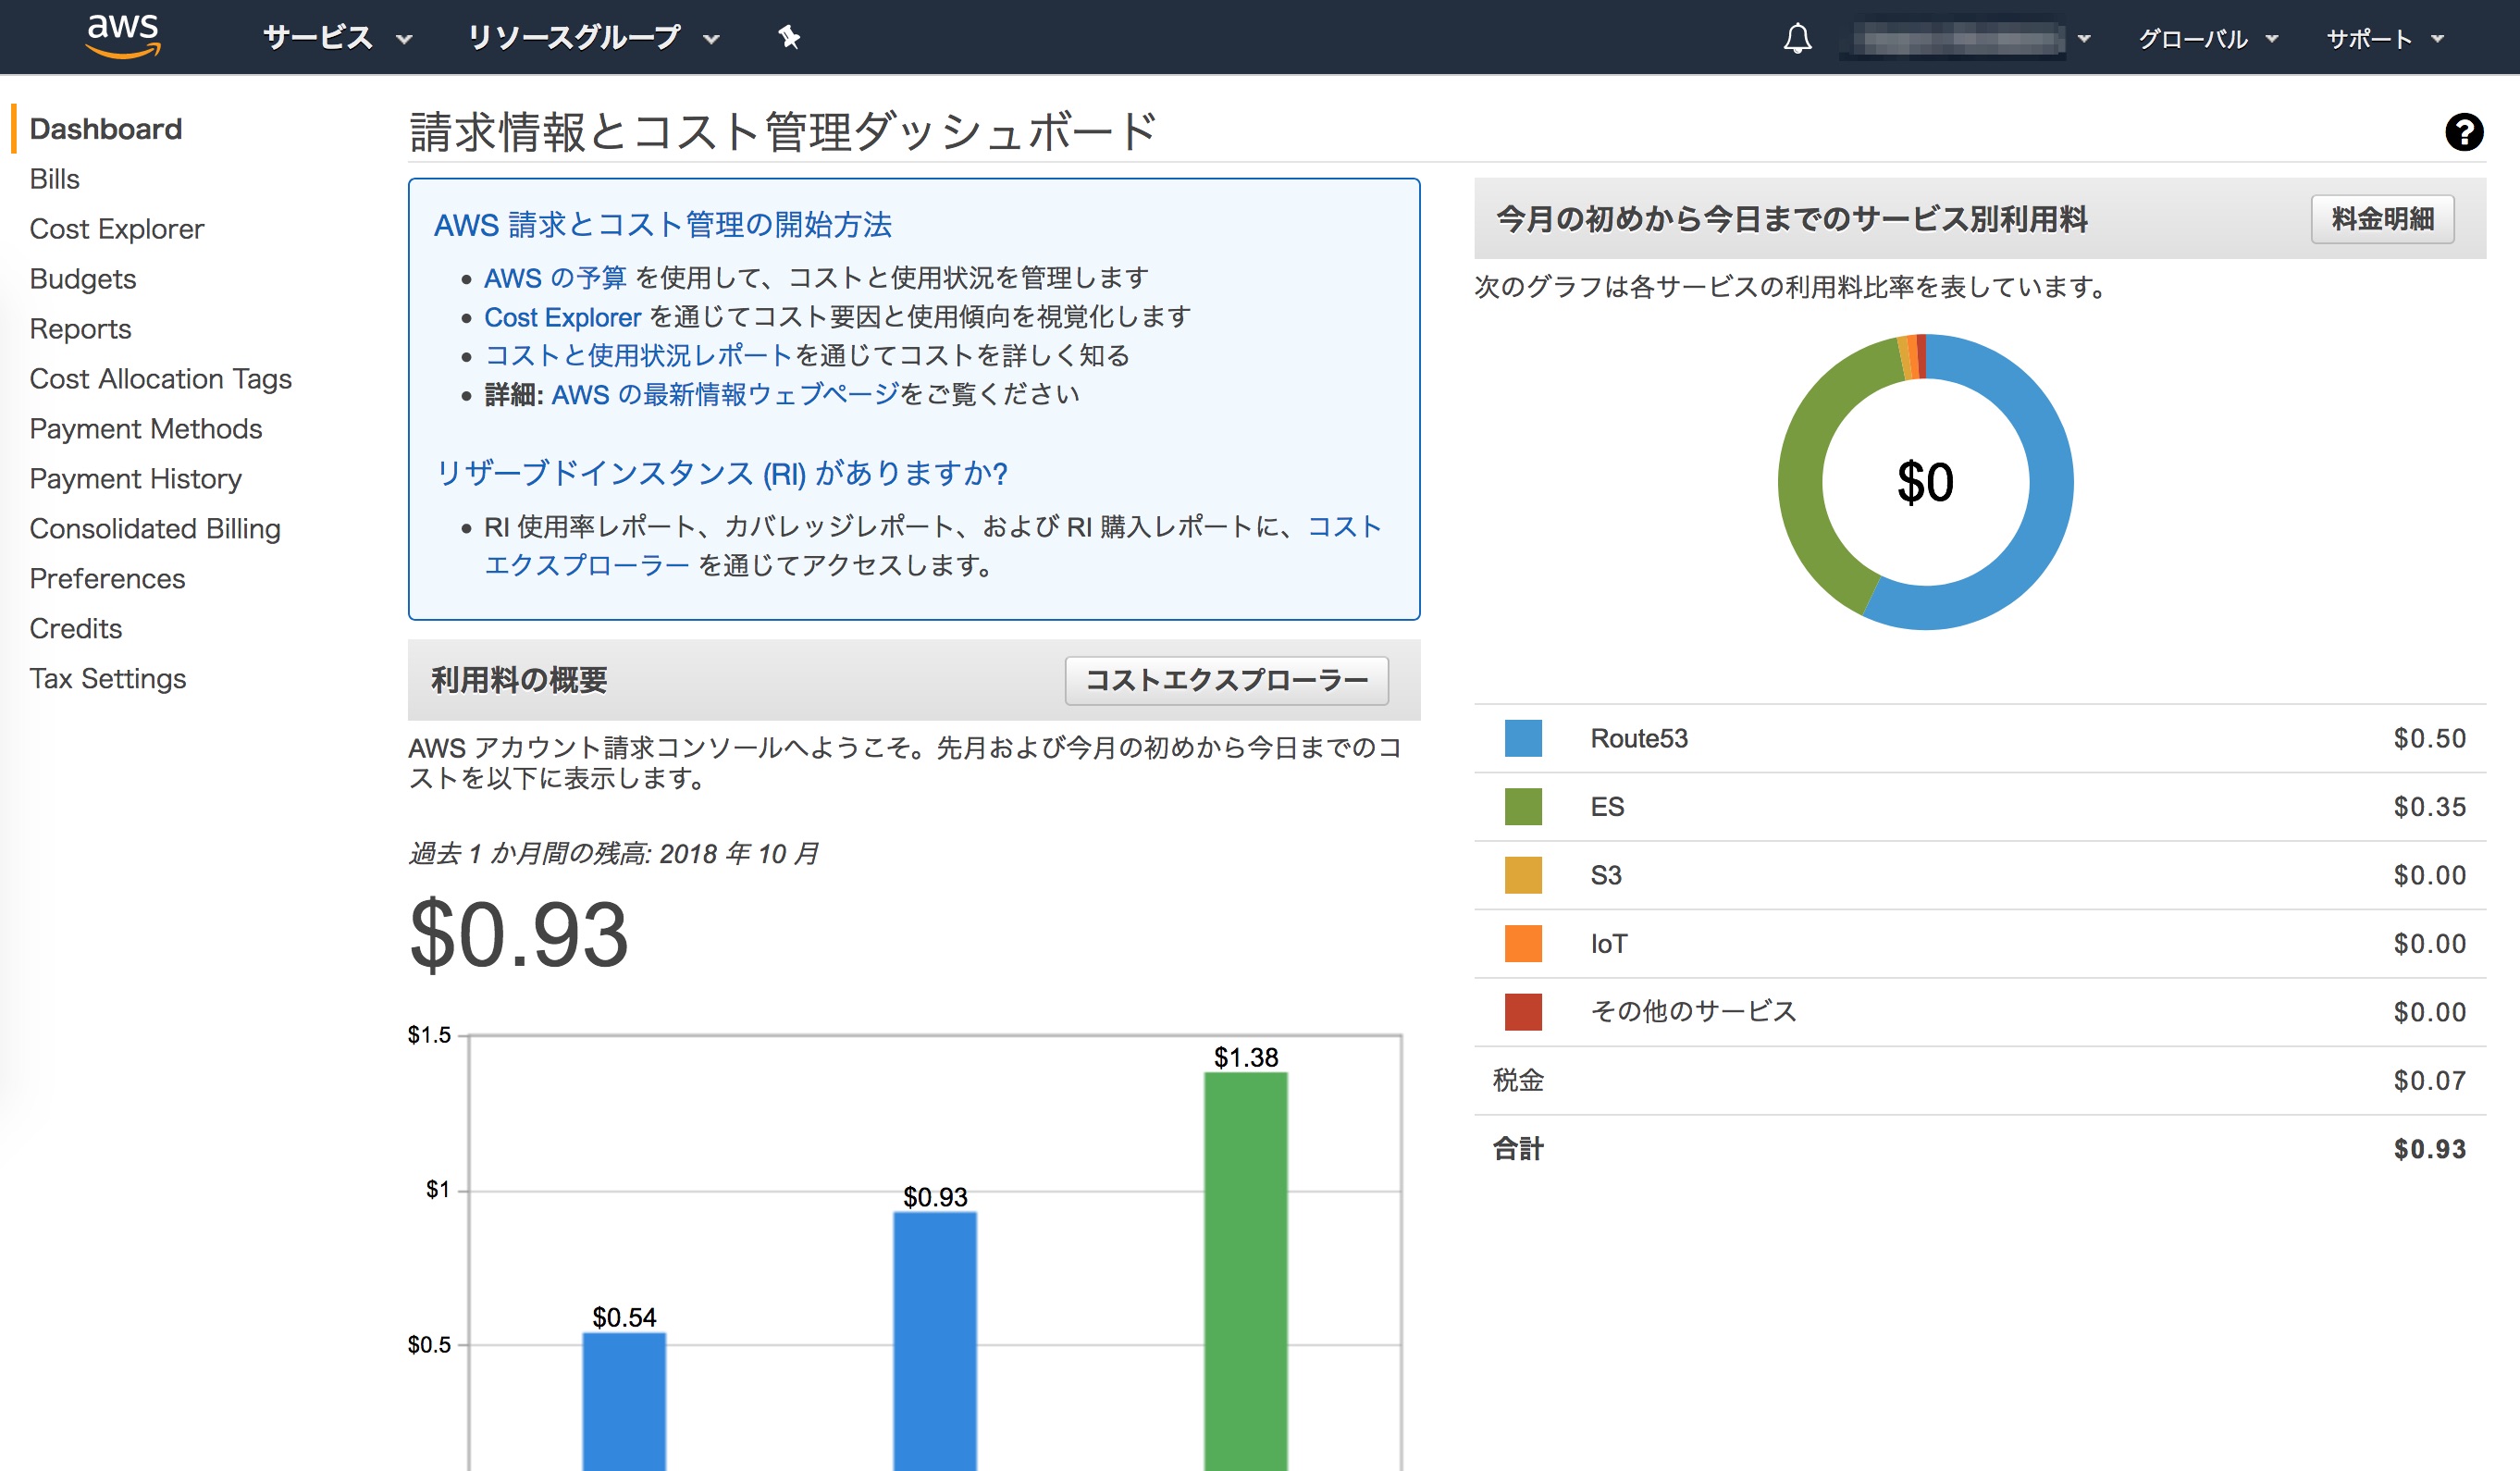 aws サービス リソースグループ グローバル サポート
Dashboard
Bills
Cost Explorer
Budgets
Reports
Cost Allocation Tags
Payment Methods
Payment History
Consolidated Billing
Preferences
Credits
Tax Settings
請求情報とコスト管理ダッシュボード
?
AWS 請求とコスト管理の開始方法
AWS の予算 を使用して、コストと使用状況を管理します
Cost Explorer を通じてコスト要因と使用傾向を視覚化します
コストと使用状況レポートを通じてコストを詳しく知る
詳細: AWS の最新情報ウェブページをご覧ください
リザーブドインスタンス (RI) がありますか?
RI 使用率レポート、カバレッジレポート、および RI 購入レポートに、コスト
エクスプローラー を通じてアクセスします。
利用料の概要
コストエクスプローラー
AWS アカウント請求コンソールへようこそ。先月および今月の初めから今日までのコ
ストを以下に表示します。
過去 1 か月間の残高: 2018 年 10 月
$0.93
$1.5
$1
$0.5
$0.54
$0.93
$1.38
今月の初めから今日までのサービス別利用料
料金明細
次のグラフは各サービスの利用料比率を表しています。
$0
Route53 $0.50
ES $0.35
S3 $0.00
IoT $0.00
その他のサービス $0.00
税金 $0.07
合計 $0.93